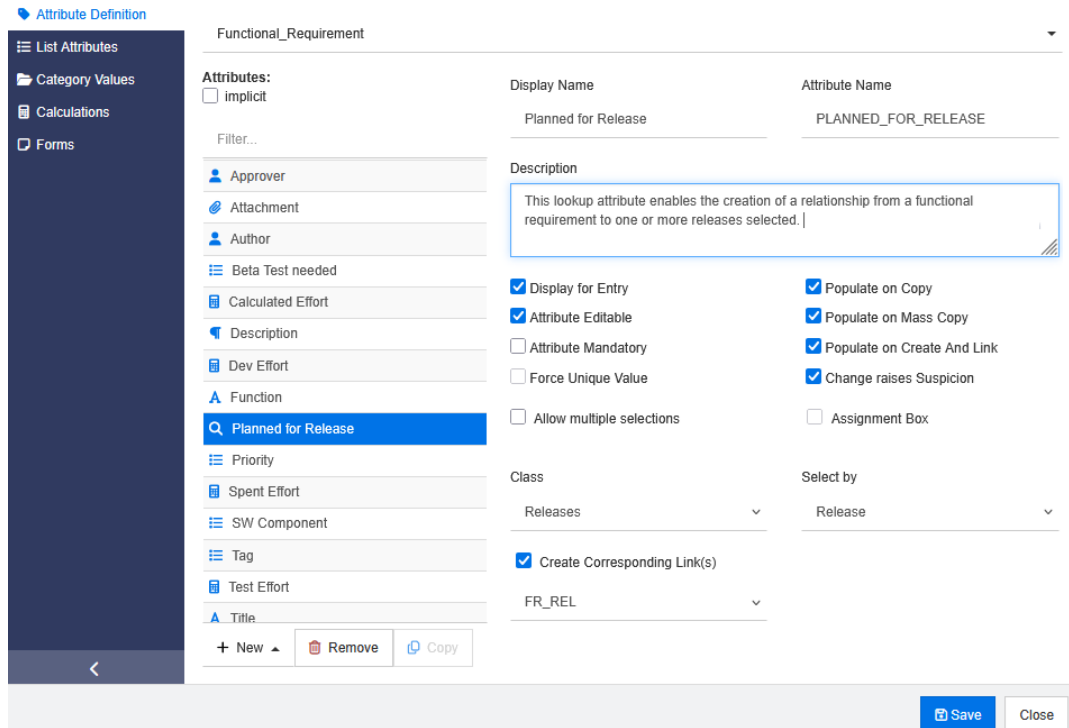 Attribute Definition
List Attributes
Category Values
Calculations
Forms
Functional_Requirement
Attributes:
implicit
Filter...
Approver
Attachment
Author
Beta Test needed
Calculated Effort
Description
Dev Effort
Function
Planned for Release
Priority
Spent Effort
SW Component
Tag
Test Effort
Title
+ New
Remove
Copy
Display Name
Attribute Name
Planned for Release
PLANNED_FOR_RELEASE
Description
This lookup attribute enables the creation of a relationship from a functional
requirement to one or more releases selected.
Display for Entry
Populate on Copy
Attribute Editable
Populate on Mass Copy
Attribute Mandatory
Populate on Create And Link
Force Unique Value
Change raises Suspicion
Allow multiple selections
Assignment Box
Class
Select by
Releases
Release
Create Corresponding Link(s)
FR_REL
Save
Close